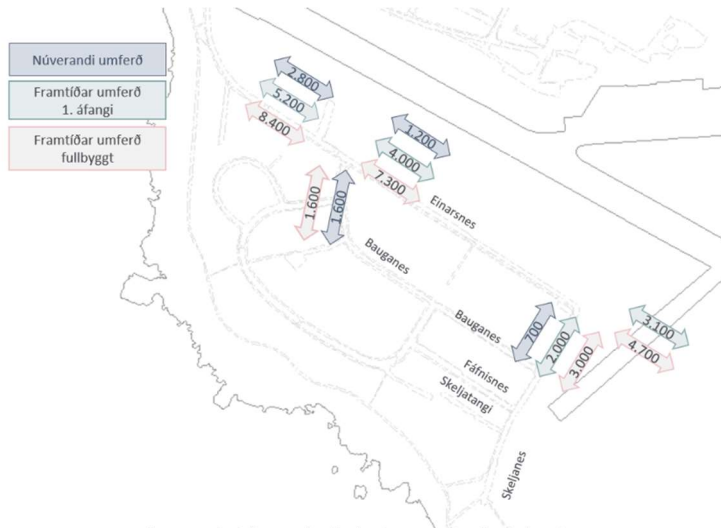 Núverandi umferð
Framtíðar umferð
1. áfangi
Framtíðar umferð
fullbyggt
2.800
5.200
8.400
1.200
4.000
7.300
1.600
1.600
Einarsnes
Bauganes
Bauganes
Fáfnisnes
Skeljatangi
Skeljanes
700
2.000
3.000
3.100
4.700